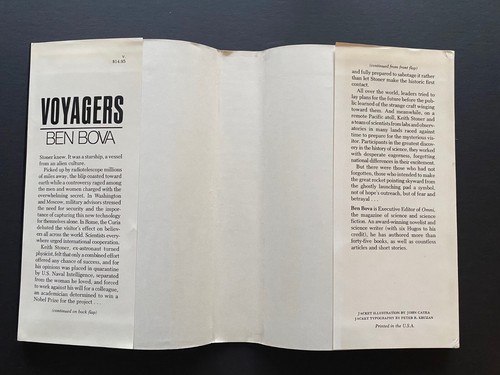 $14.95
VOYAGERS
BEN BOVA
Stoner knew. It was a starship, a vessel
from an alien culture.
Picked up by radiotelescope millions
of miles away, the blip coasted toward
earth while a controversy raged among
the men and women charged with the
overwhelming secret. In Washington
and Moscow, military advisors stressed
the need for security and the impor-
tance of capturing this new technology
for themselves alone. In Rome, the Curia
debated the visitor's effect on believ-
ers all across the world. Scientists every-
where urged international cooperation.
Keith Stoner, ex-astronaut turned
physicist, felt that only a combined effort
offered any chance of success, and for
his opinion was placed in quarantine
by U.S. Naval Intelligence, separated
from the woman he loved, and forced
to work against his will for a colleague,
an academician determined to win a
Nobel Prize for the project . . .
(continued on back flap)
(continued from front flap)
and fully prepared to sabotage it rather
than let Stoner make the historic first
contact.
All over the world, leaders tried to
lay plans for the future before the pub-
lic learned of the strange craft winging
toward them. And meanwhile, on a
remote Pacific atoll, Keith Stoner and
a team of scientists from labs and obser-
vatories in many lands raced against
time to prepare for the mysterious vis-
itor. Participants in the greatest discov-
ery in the history of science, they worked
with desperate eagerness, forgetting
national differences in their excitement.
But there were those who had not
forgotten, those who intended to make
the great rocket pointing skyward from
the ghostly launching pad a symbol,
not of hope's outreach, but of fear and
betrayal . . .
Ben Bova is Executive Editor of Omni,
the magazine of science and science
fiction. An award-winning novelist and
science writer (with six Hugos to his
credit), he has authored more than
forty-five books, as well as countless
articles and short stories.
JACKET ILLUSTRATION BY JOHN CAYEA
JACKET TYPOGRAPHY BY PETER R. KRUZAN
Printed in the U.S.A.